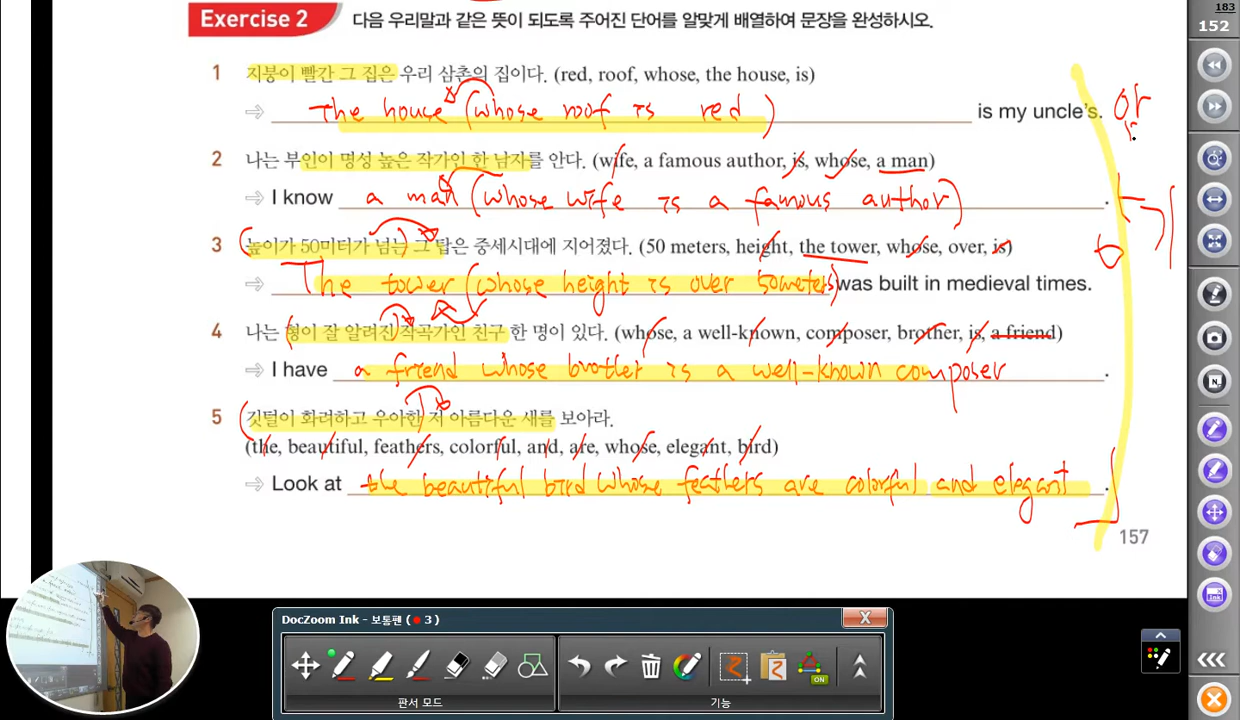 183
152
Exercise 2 다음 우리말과 같은 뜻이 되도록 주어진 단어를 알맞게 배열하여 문장을 완성하시오.
1 지붕이 빨간 그 집은 우리 삼촌의 집이다. (red, roof, whose, the house, is)
⇨ The house (whose roof is red) is my uncle's.
2 나는 부인이 명성 높은 작가인 한 남자를 안다. (wife, a famous author, is, whose, a man)
⇨ I know a man (whose wife is a famous author).
3 높이가 50미터가 넘는 그 탑은 중세시대에 지어졌다. (50 meters, height, the tower, whose, over, is)
⇨ The tower (whose height is over 50meters) was built in medieval times.
4 나는 형이 잘 알려진 작곡가인 친구 한 명이 있다. (whose, a well-known, composer, brother, is, a friend)
⇨ I have a friend whose brother is a well-known composer.
5 깃털이 화려하고 우아한 저 아름다운 새를 보아라.
(the, beautiful, feathers, colorful, and, are, whose, elegant, bird)
⇨ Look at the beautiful bird whose feathers are colorful and elegant.
157
DocZoom Ink - 보통펜 ( 3 )
ON
판서 모드
기능